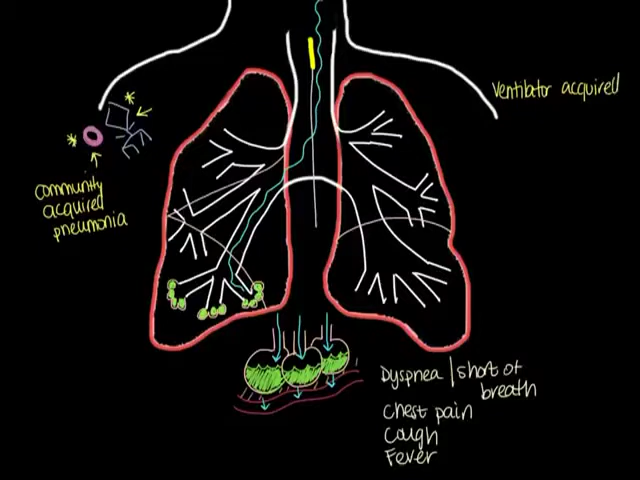 Ventilator acquired
community
acquired
pneumonia
Dyspnea | short of
breath
Chest pain
Cough
Fever